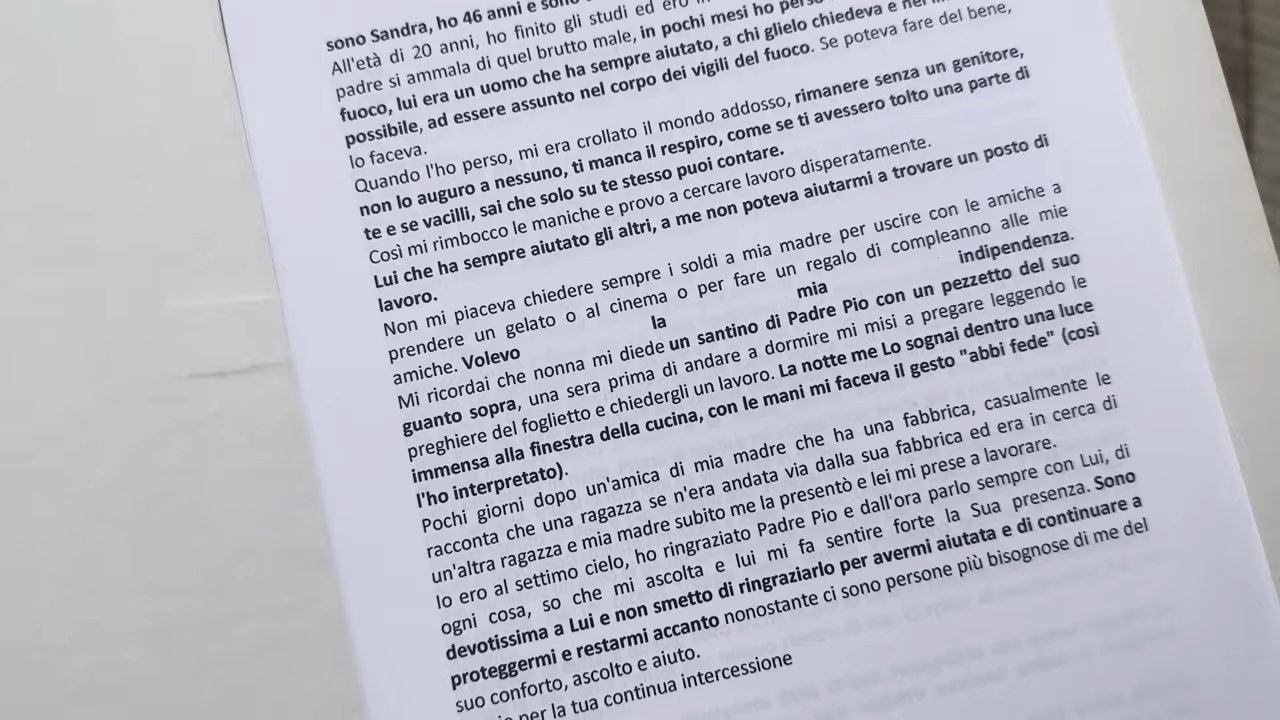 sono Sandra, ho 46 anni e sono
All'età di 20 anni, ho finito gli studi ed ero
padre si ammala di quel brutto male, in pochi mesi ho perso
fuoco, lui era un uomo che ha sempre aiutato, a chi glielo chiedeva e nel
possibile, ad essere assunto nel corpo dei vigili del fuoco. Se poteva fare del bene,
lo faceva.
Quando l'ho perso, mi era crollato il mondo addosso, rimanere senza un genitore,
non lo auguro a nessuno, ti manca il respiro, come se ti avessero tolto una parte di
te e se vacilli, sai che solo su te stesso puoi contare.
Così mi rimbocco le maniche e provo a cercare lavoro disperatamente.
Lui che ha sempre aiutato gli altri, a me non poteva aiutarmi a trovare un posto di
lavoro.
Non mi piaceva chiedere sempre i soldi a mia madre per uscire con le amiche a
prendere un gelato o al cinema o per fare un regalo di compleanno alle mie
amiche. Volevo la mia indipendenza.
Mi ricordai che nonna mi diede un santino di Padre Pio con un pezzetto del suo
guanto sopra, una sera prima di andare a dormire mi misi a pregare leggendo le
preghiere del foglietto e chiedergli un lavoro. La notte me Lo sognai dentro una luce
immensa alla finestra della cucina, con le mani mi faceva il gesto "abbi fede" (così
l'ho interpretato).
Pochi giorni dopo un'amica di mia madre che ha una fabbrica, casualmente le
racconta che una ragazza se n'era andata via dalla sua fabbrica ed era in cerca di
un'altra ragazza e mia madre subito me la presentò e lei mi prese a lavorare.
Io ero al settimo cielo, ho ringraziato Padre Pio e dall'ora parlo sempre con Lui, di
ogni cosa, so che mi ascolta e lui mi fa sentire forte la Sua presenza. Sono
devotissima a Lui e non smetto di ringraziarlo per avermi aiutata e di continuare a
proteggermi e restarmi accanto nonostante ci sono persone più bisognose di me del
suo conforto, ascolto e aiuto.
per la tua continua intercessione